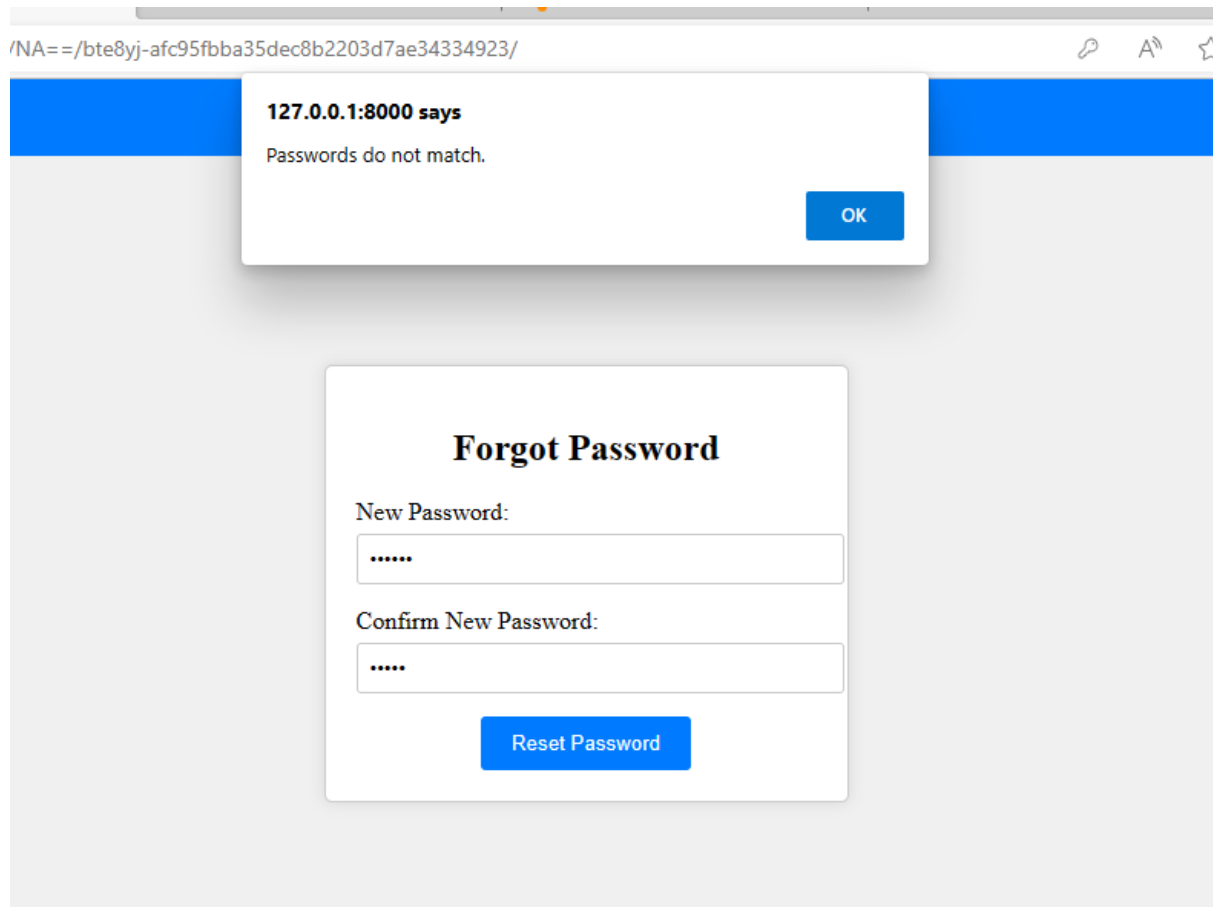 /NA==/bte8yj-afc95fbba35dec8b2203d7ae34334923/
127.0.0.1:8000 says
Passwords do not match.
OK
Forgot Password
New Password:
••••••
Confirm New Password:
•••••
Reset Password